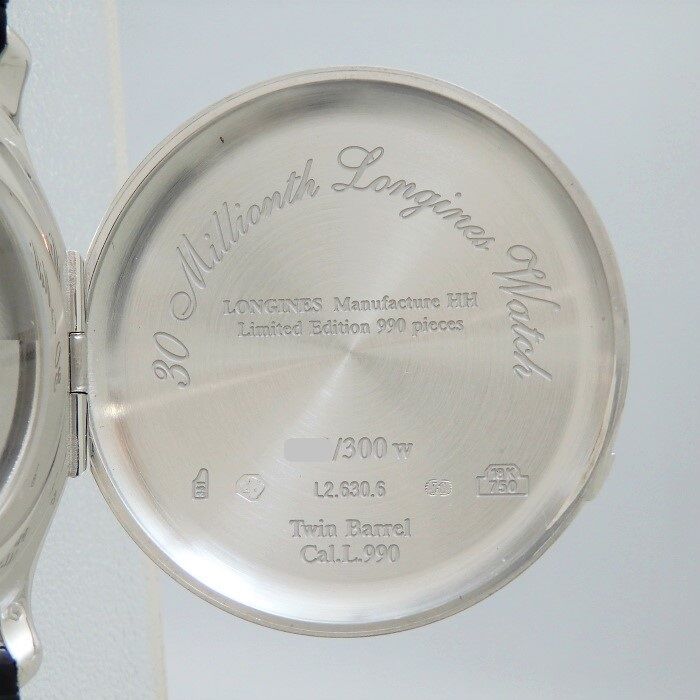 30 Millionth Longines Watch
LONGINES Manufacture HH
Limited Edition 990 pieces
/300 w
L2.630.6
18K
750
Twin Barrel
Cal.L.990